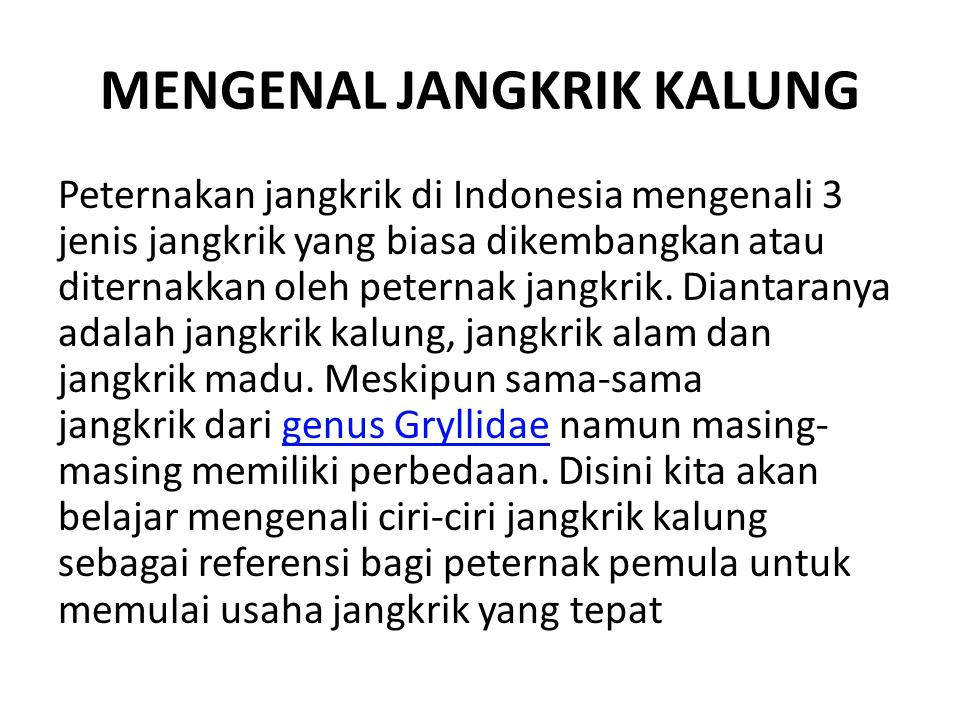 MENGENAL JANGKRIK KALUNG
Peternakan jangkrik di Indonesia mengenali 3
jenis jangkrik yang biasa dikembangkan atau
diternakkan oleh peternak jangkrik. Diantaranya
adalah jangkrik kalung, jangkrik alam dan
jangkrik madu. Meskipun sama-sama
jangkrik dari genus Gryllidae namun masing-
masing memiliki perbedaan. Disini kita akan
belajar mengenali ciri-ciri jangkrik kalung
sebagai referensi bagi peternak pemula untuk
memulai usaha jangkrik yang tepat